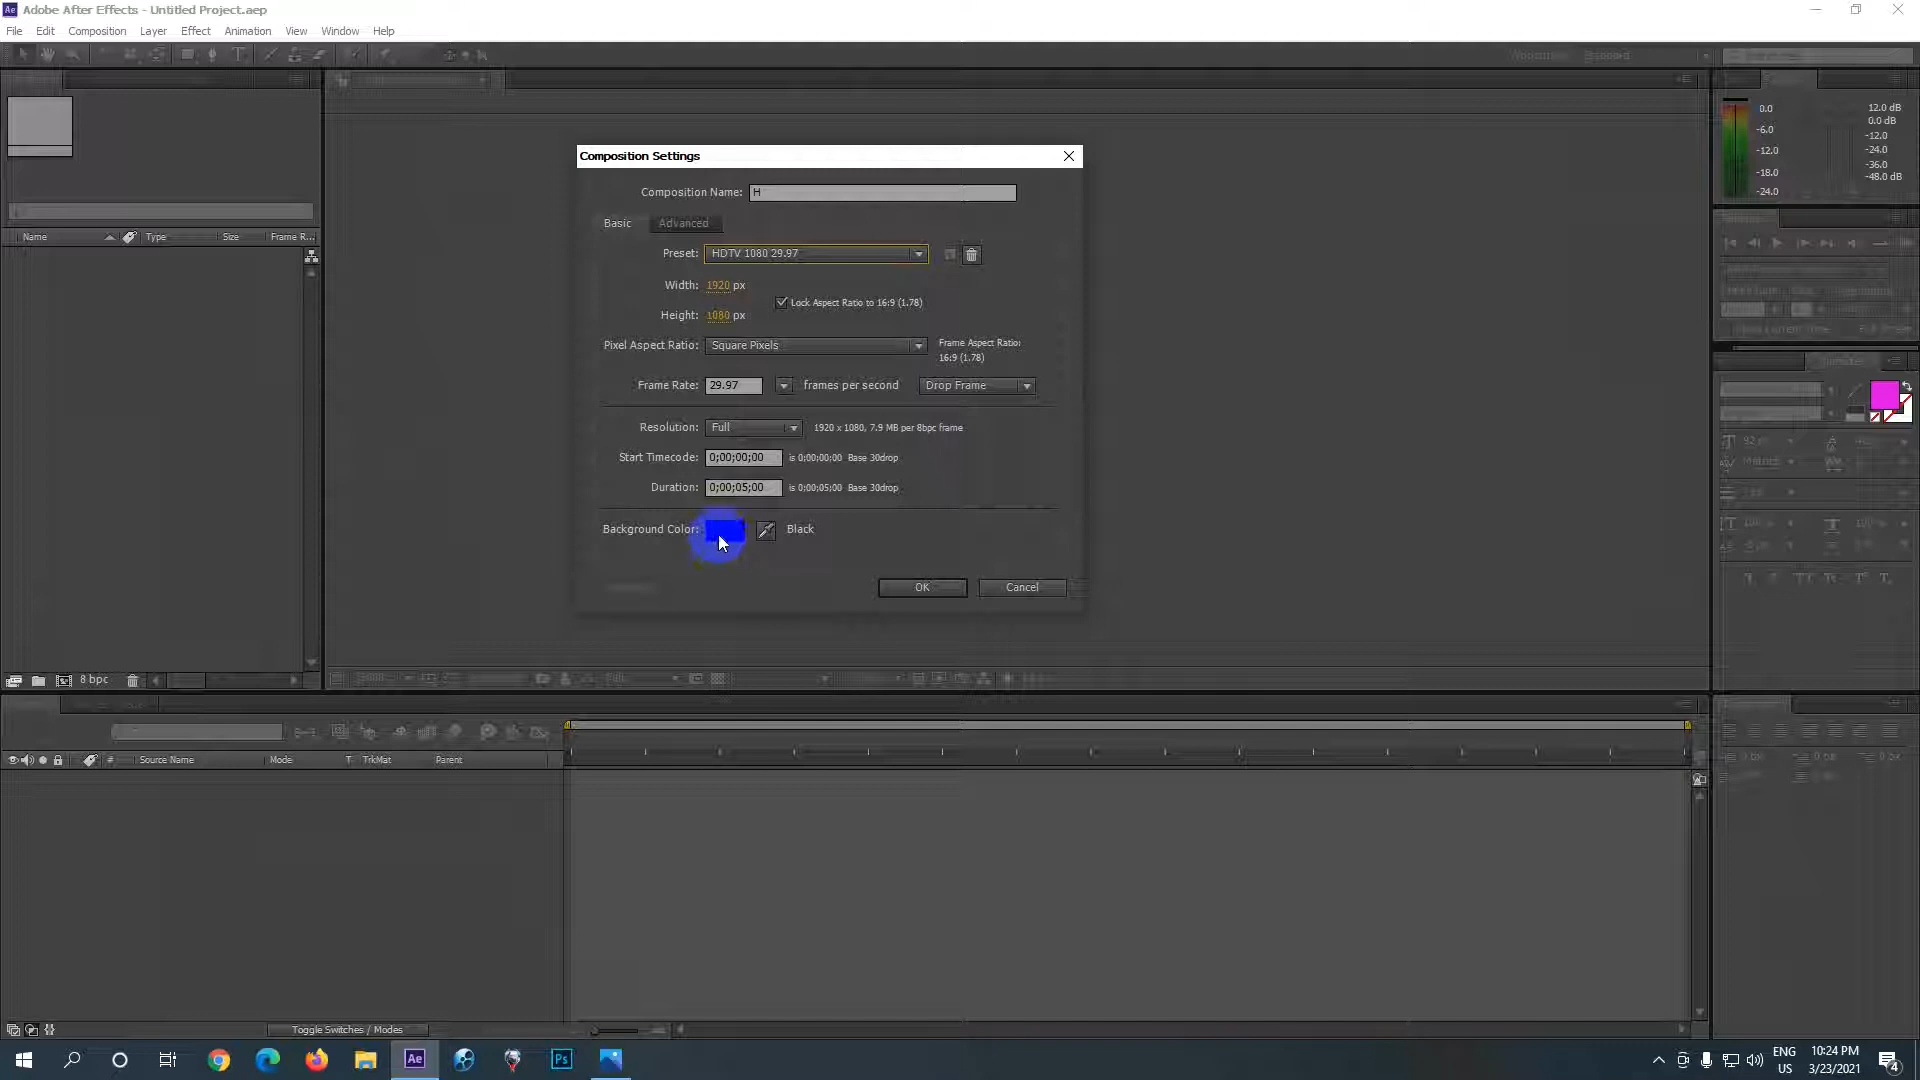 Adobe After Effects - Untitled Project.aep
File Edit Composition Layer Effect Animation View Window Help
Composition Settings
Composition Name: H
Basic Advanced
Preset: HDTV 1080 29.97
Width: 1920 px
Lock Aspect Ratio to 16:9 (1.78)
Height: 1080 px
Pixel Aspect Ratio: Square Pixels
Frame Aspect Ratio:
16:9 (1.78)
Frame Rate: 29.97 frames per second Drop Frame
Resolution: Full 1920 x 1080, 7.9 MB per 8bpc frame
Start Timecode: 0;00;00;00 is 0;00;00;00 Base 30drop
Duration: 0;00;05;00 is 0;00;05;00 Base 30drop
Background Color: Black
OK Cancel
0.0
-6.0
-12.0
-18.0
-24.0
12.0 dB
0.0 dB
-12.0
-24.0
-36.0
-48.0 dB
Name Type Size Frame R...
8 bpc
# Source Name Mode T TrkMat Parent
Toggle Switches / Modes
Ae
Ps
ENG
US
10:24 PM
3/23/2021
4